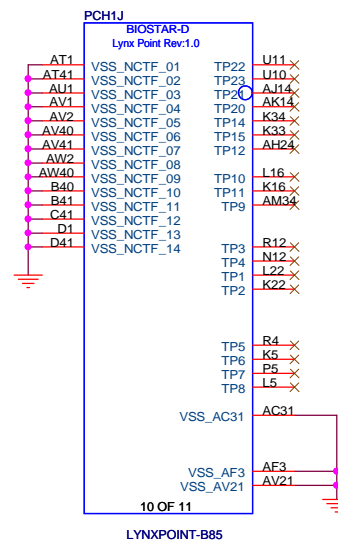 PCH1J
BIOSTAR-D
Lynx Point Rev:1.0
AT1 VSS_NCTF_01 TP22 U11
AT41 VSS_NCTF_02 TP23 U10
AU1 VSS_NCTF_03 TP21 AJ14
AV1 VSS_NCTF_04 TP20 AK14
AV2 VSS_NCTF_05 TP14 K34
AV40 VSS_NCTF_06 TP15 K33
AV41 VSS_NCTF_07 TP12 AH24
AW2 VSS_NCTF_08
AW40 VSS_NCTF_09 TP10 L16
B40 VSS_NCTF_10 TP11 K16
B41 VSS_NCTF_11 TP9 AM34
C41 VSS_NCTF_12
D1 VSS_NCTF_13
D41 VSS_NCTF_14 TP3 R12
TP4 N12
TP1 L22
TP2 K22
TP5 R4
TP6 K5
TP7 P5
TP8 L5
VSS_AC31 AC31
VSS_AF3 AF3
VSS_AV21 AV21
10 OF 11
LYNXPOINT-B85